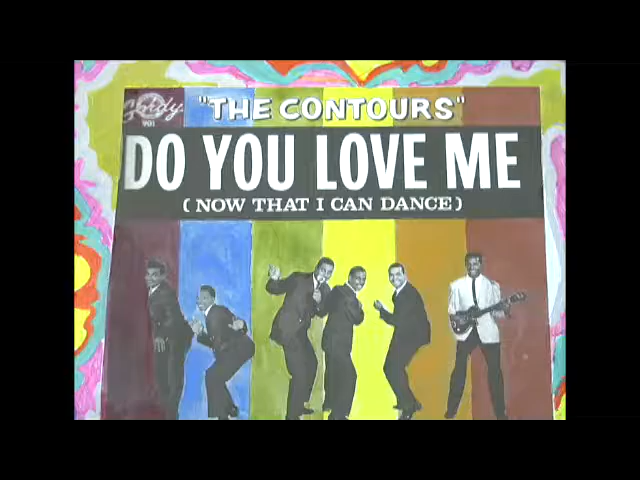 Gordy
901
"THE CONTOURS"
DO YOU LOVE ME
( NOW THAT I CAN DANCE )